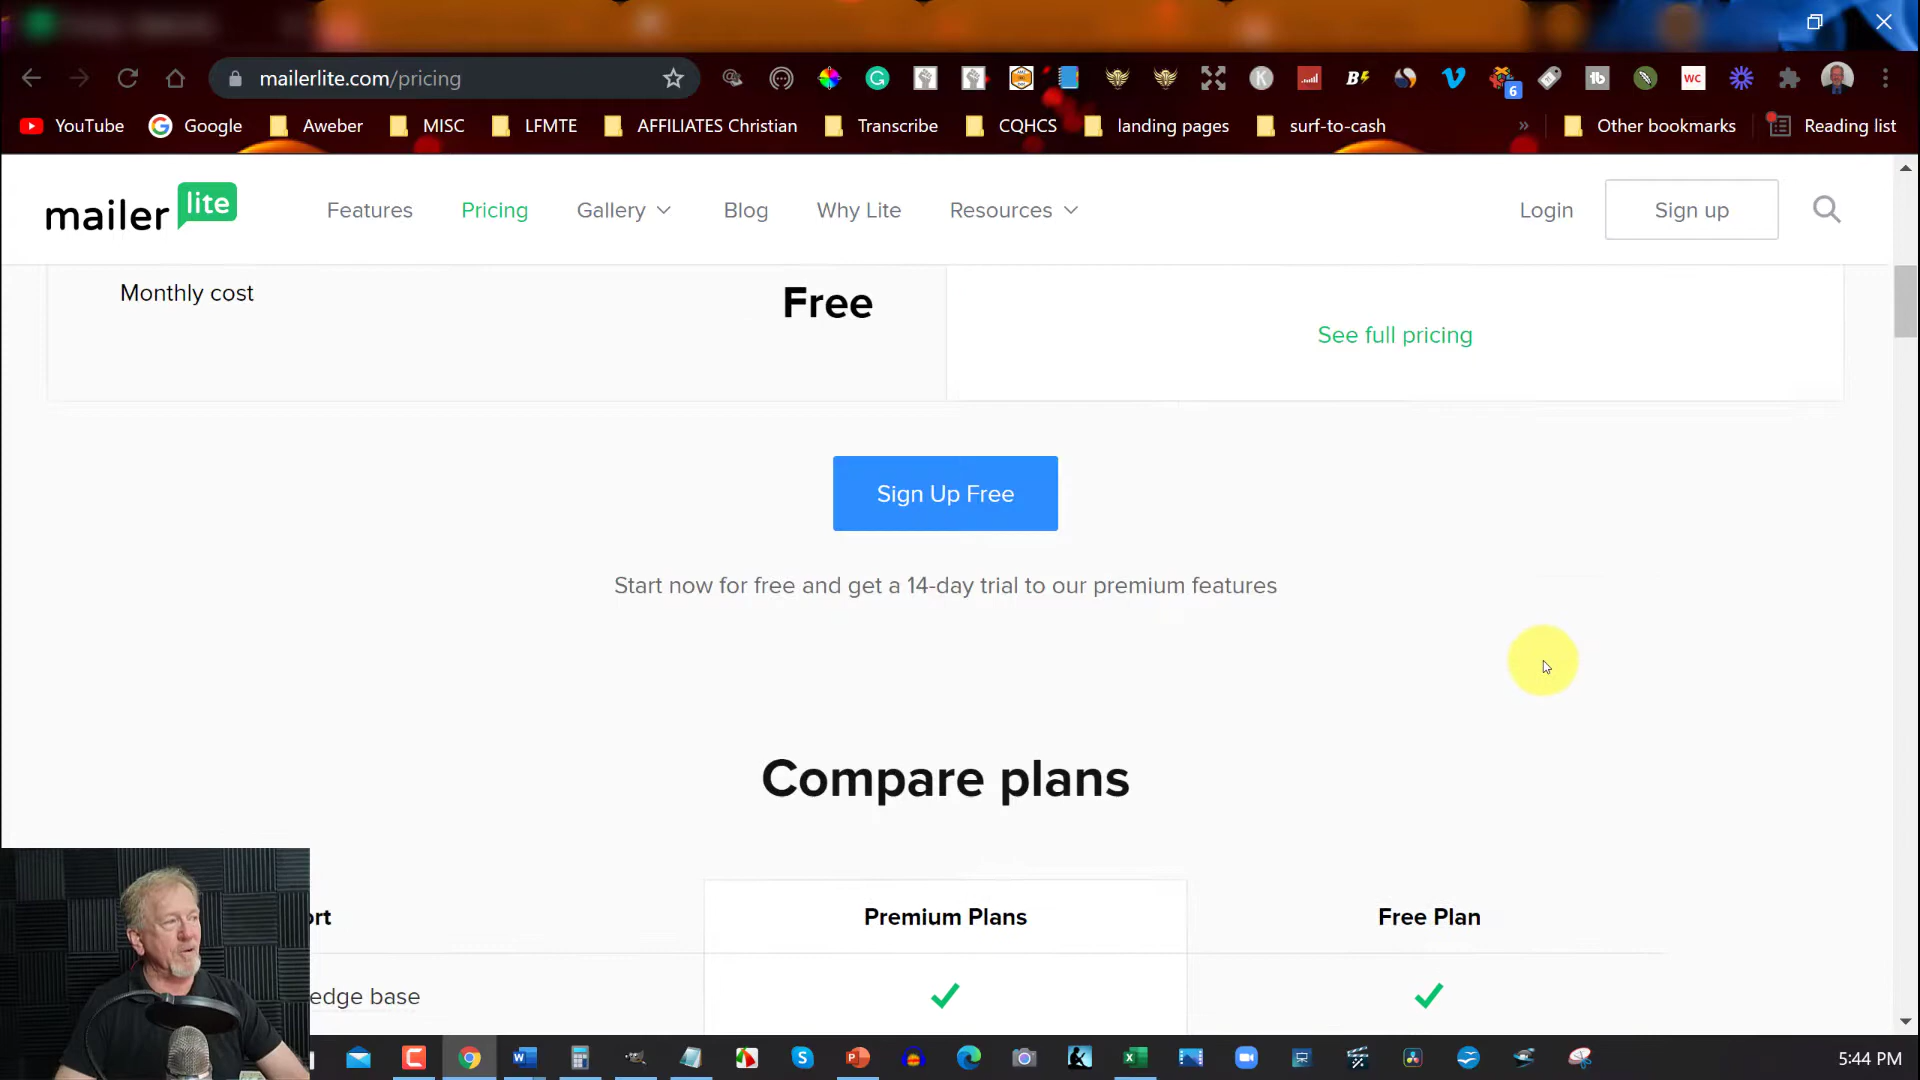 mailerlite.com/pricing
6
WC
YouTube
Google
Aweber
MISC
LFMTE
AFFILIATES Christian
Transcribe
CQHCS
landing pages
surf-to-cash
»
Other bookmarks
Reading list
mailer lite
Features
Pricing
Gallery
Blog
Why Lite
Resources
Login
Sign up
Monthly cost
Free
See full pricing
Sign Up Free
Start now for free and get a 14-day trial to our premium features
Compare plans
ort
Premium Plans
Free Plan
edge base
5:44 PM